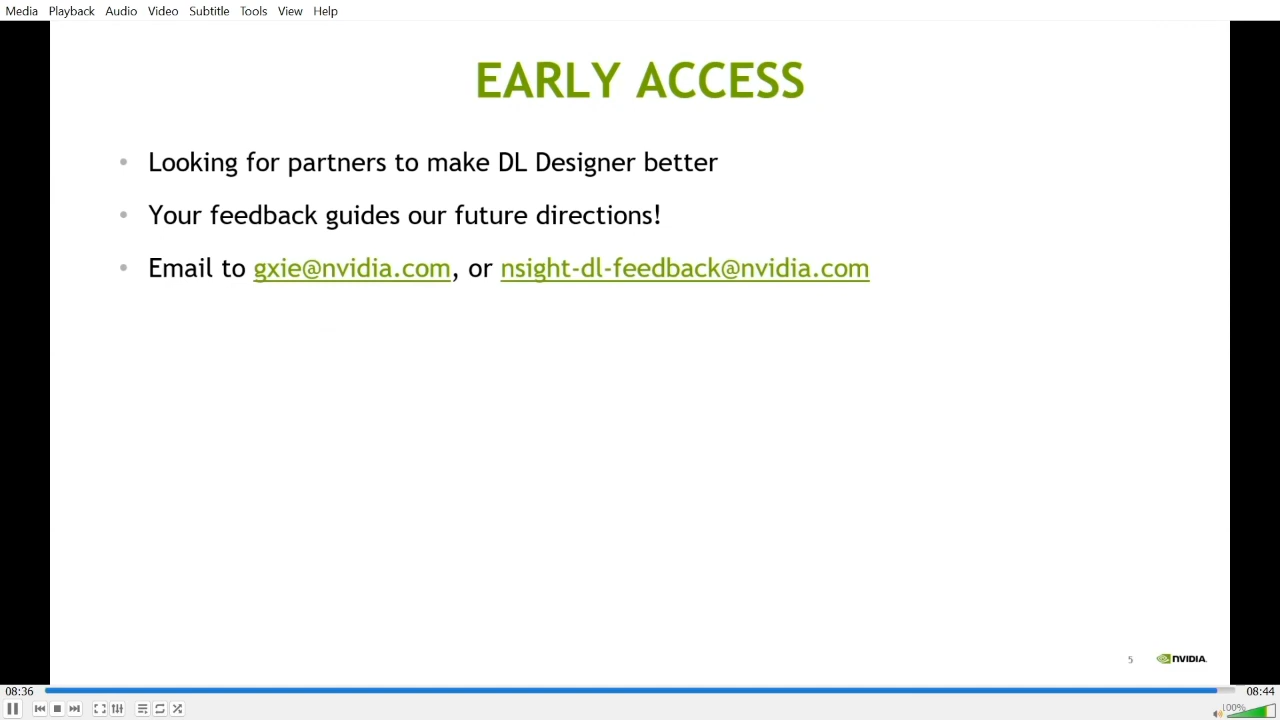 Media Playback Audio Video Subtitle Tools View Help
EARLY ACCESS
• Looking for partners to make DL Designer better
• Your feedback guides our future directions!
• Email to gxie@nvidia.com, or nsight-dl-feedback@nvidia.com
5 NVIDIA.
08:36 08:44
100%